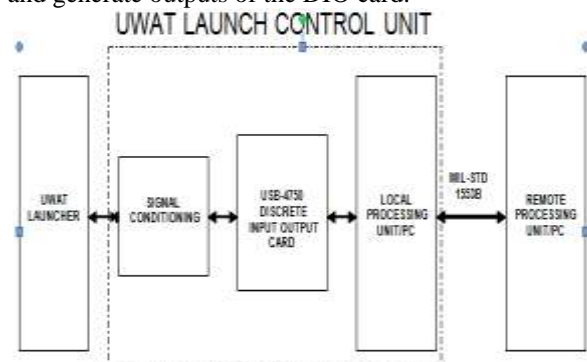 and generate outputs of the DIO card.
UWAT LAUNCH CONTROL UNIT
UWAT
LAUNCHER
SIGNAL
CONDITIONING
USB-4750
DISCRETE
INPUT OUTPUT
CARD
LOCAL
PROCESSING
UNIT/PC
MIL-STD
1553B
REMOTE
PROCESSING
UNIT/PC